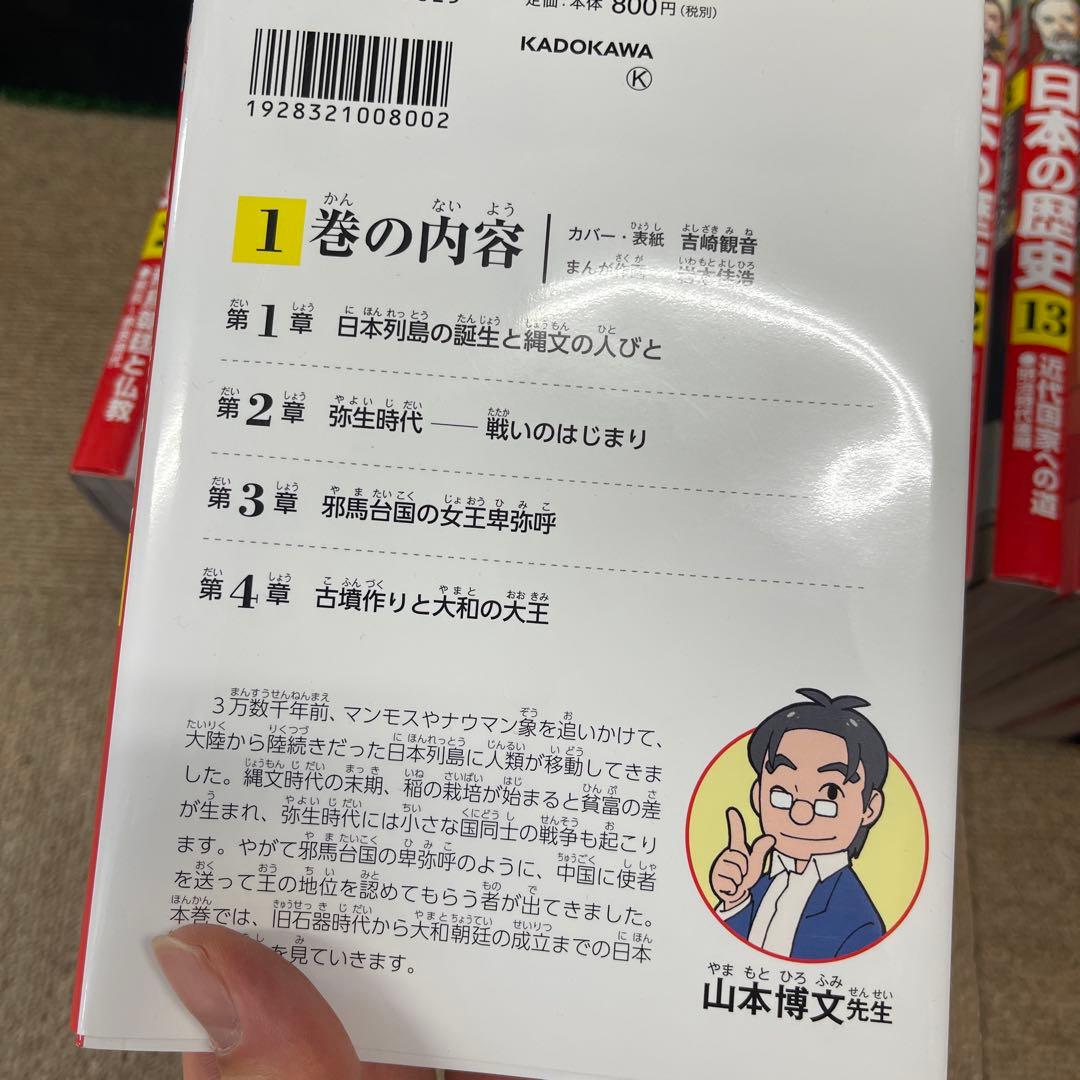 定価：本体800円（税別）
KADOKAWA
K
1928321008002
1巻の内容
カバー・表紙 吉崎観音
まんが作画 岩本佳浩
第1章 日本列島の誕生と縄文の人びと
第2章 弥生時代――戦いのはじまり
第3章 邪馬台国の女王卑弥呼
第4章 古墳作りと大和の大王
3万数千年前、マンモスやナウマン象を追いかけて、
大陸から陸続きだった日本列島に人類が移動してきま
した。縄文時代の末期、稲の栽培が始まると貧富の差
が生まれ、弥生時代には小さな国同士の戦争も起こり
ます。やがて邪馬台国の卑弥呼のように、中国に使者
を送って王の地位を認めてもらう者が出てきました。
本巻では、旧石器時代から大和朝廷の成立までの日本
を見ていきます。
山本博文先生
と仏教
日本の歴史
13
近代国家への道
の歴史